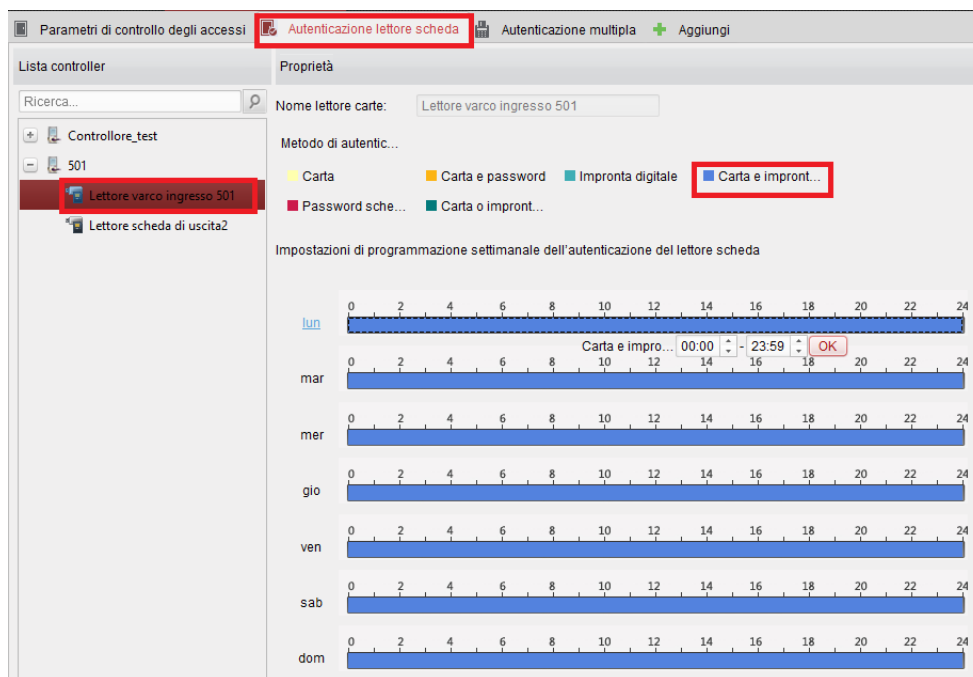 Parametri di controllo degli accessi Autenticazione lettore scheda Autenticazione multipla Aggiungi
Lista controller
Ricerca...
Controllore_test
501
Lettore varco ingresso 501
Lettore scheda di uscita2
Proprietà
Nome lettore carte: Lettore varco ingresso 501
Metodo di autentic...
Carta Carta e password Impronta digitale Carta e impront...
Password sche... Carta o impront...
Impostazioni di programmazione settimanale dell'autenticazione del lettore scheda
0 2 4 6 8 10 12 14 16 18 20 22 24
lun
Carta e impro... 00:00 - 23:59 OK
0 2 4 6 8 10 12 14 16 18 20 22 24
mar
0 2 4 6 8 10 12 14 16 18 20 22 24
mer
0 2 4 6 8 10 12 14 16 18 20 22 24
gio
0 2 4 6 8 10 12 14 16 18 20 22 24
ven
0 2 4 6 8 10 12 14 16 18 20 22 24
sab
0 2 4 6 8 10 12 14 16 18 20 22 24
dom